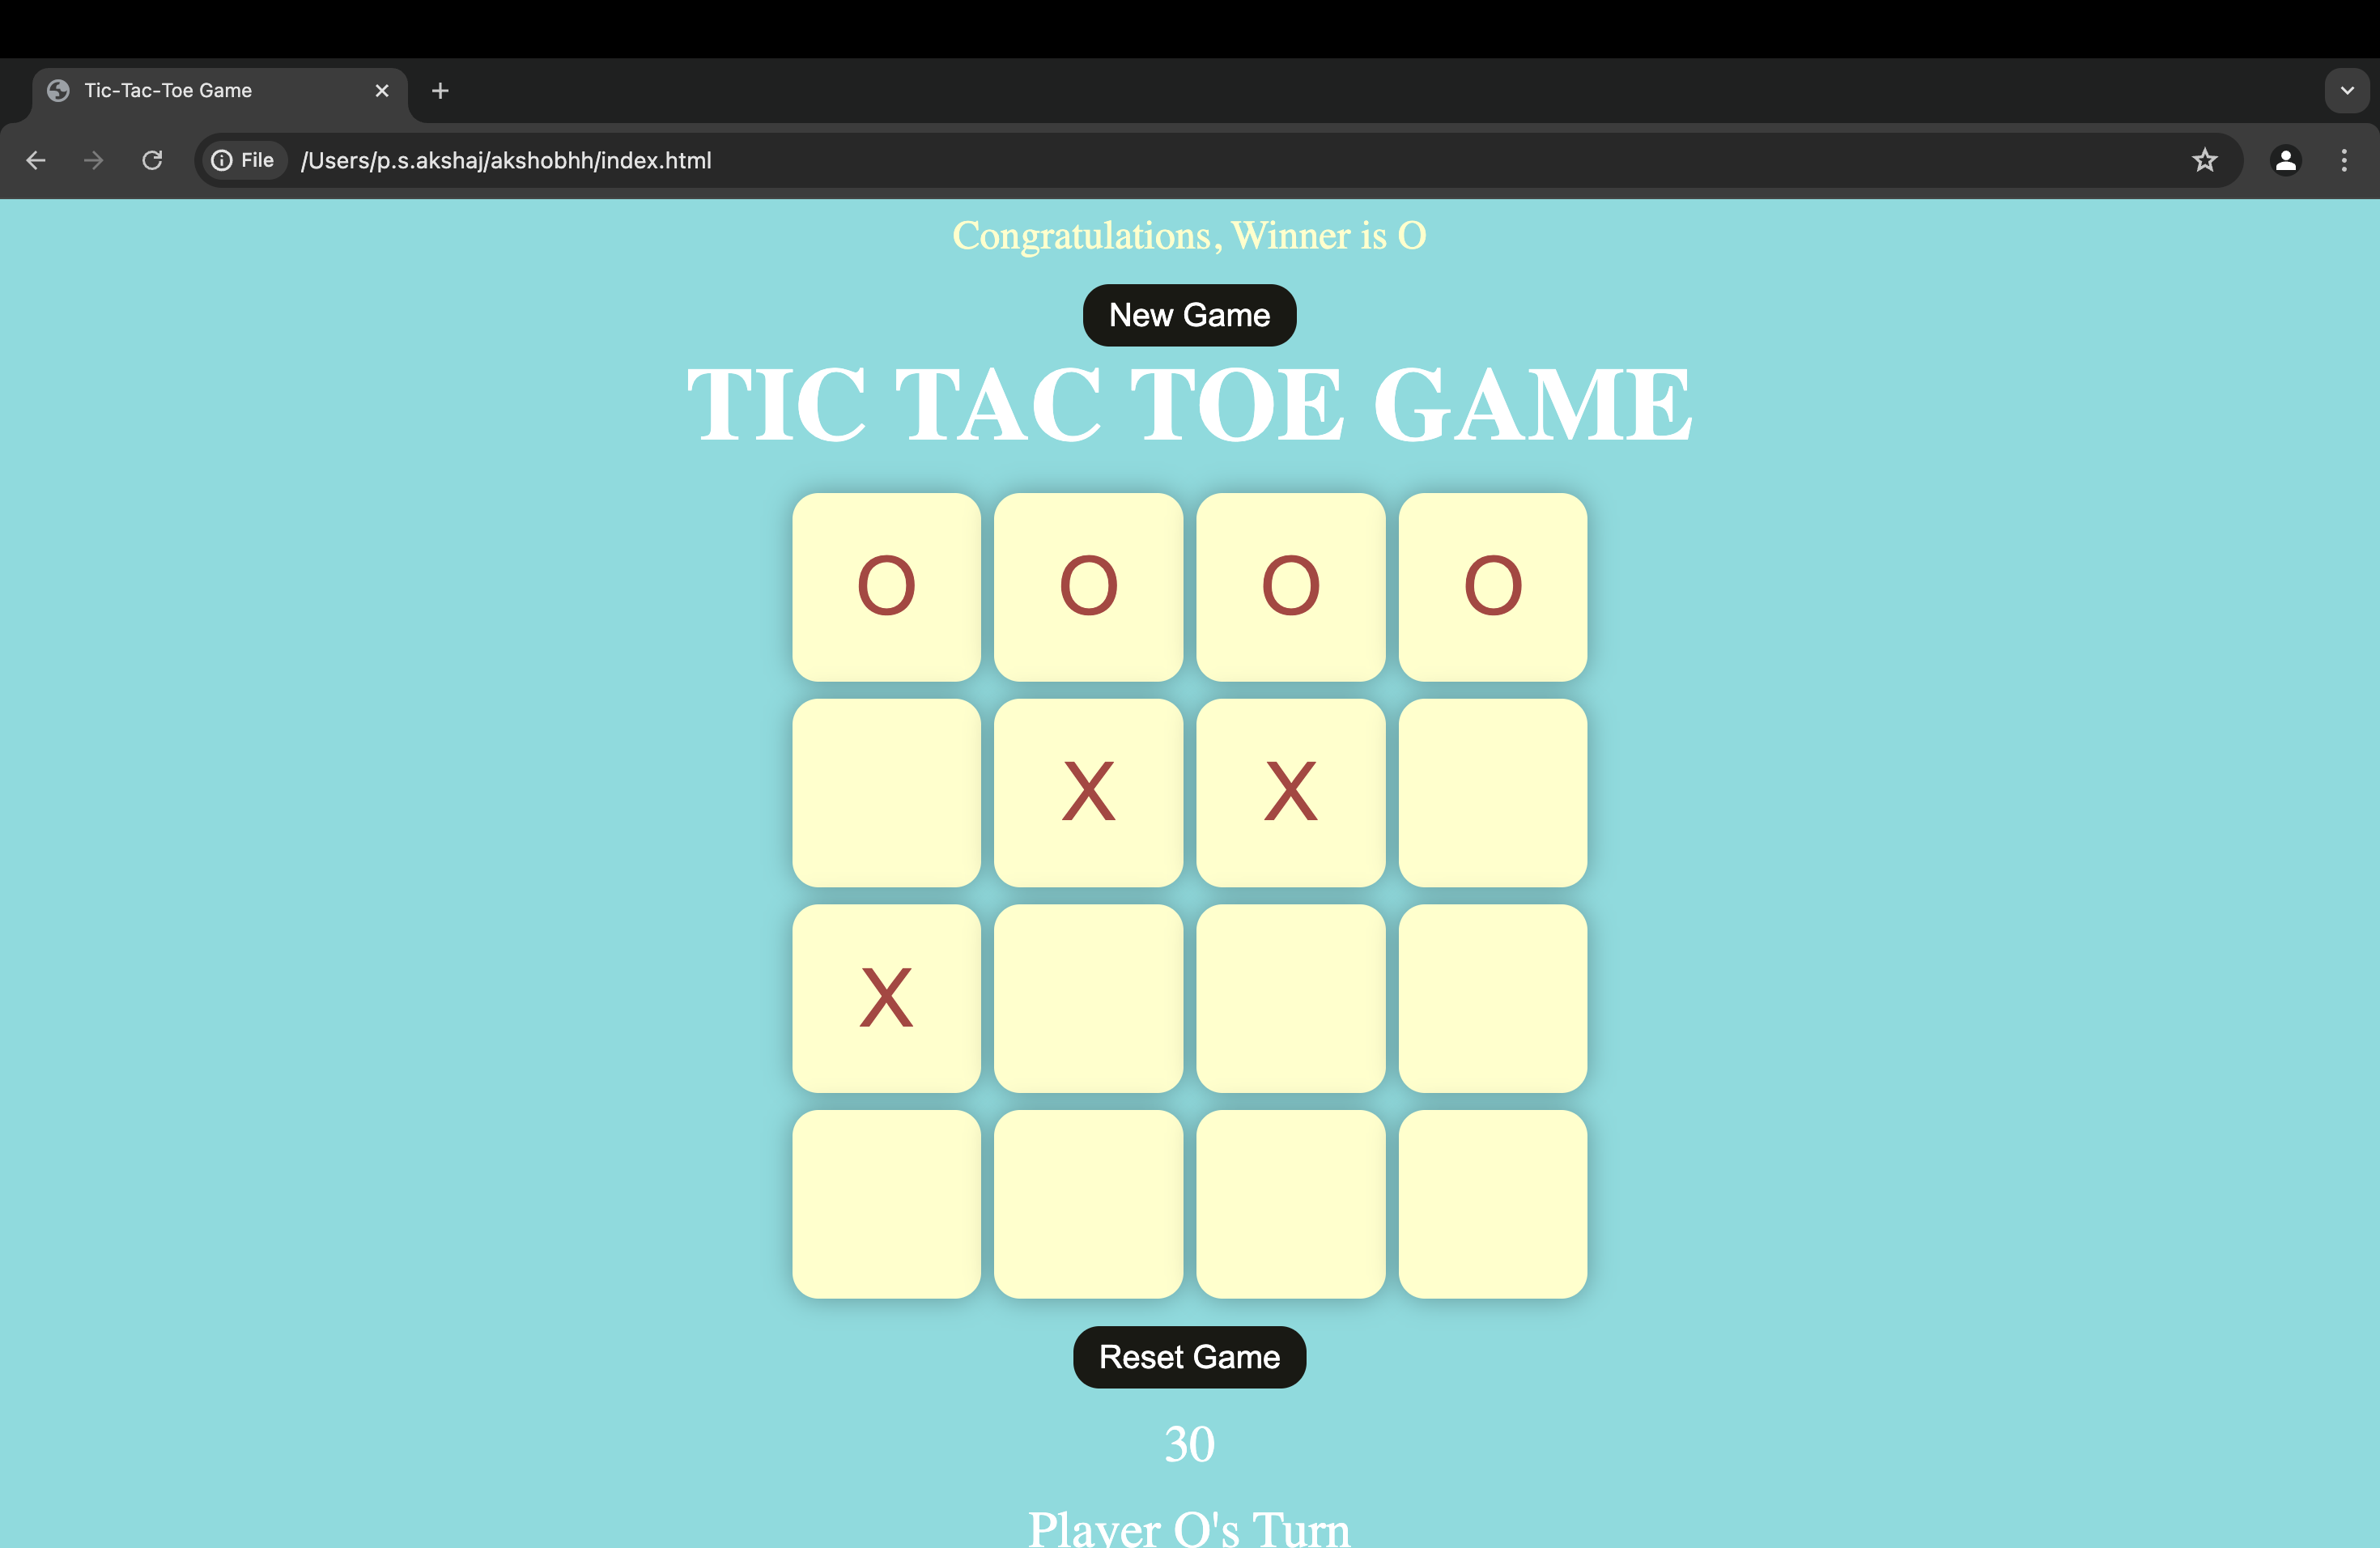 Tic-Tac-Toe Game
File /Users/p.s.akshaj/akshobhh/index.html
Congratulations, Winner is O
New Game
TIC TAC TOE GAME
O O O O
X X
X
Reset Game
30
Player O's Turn